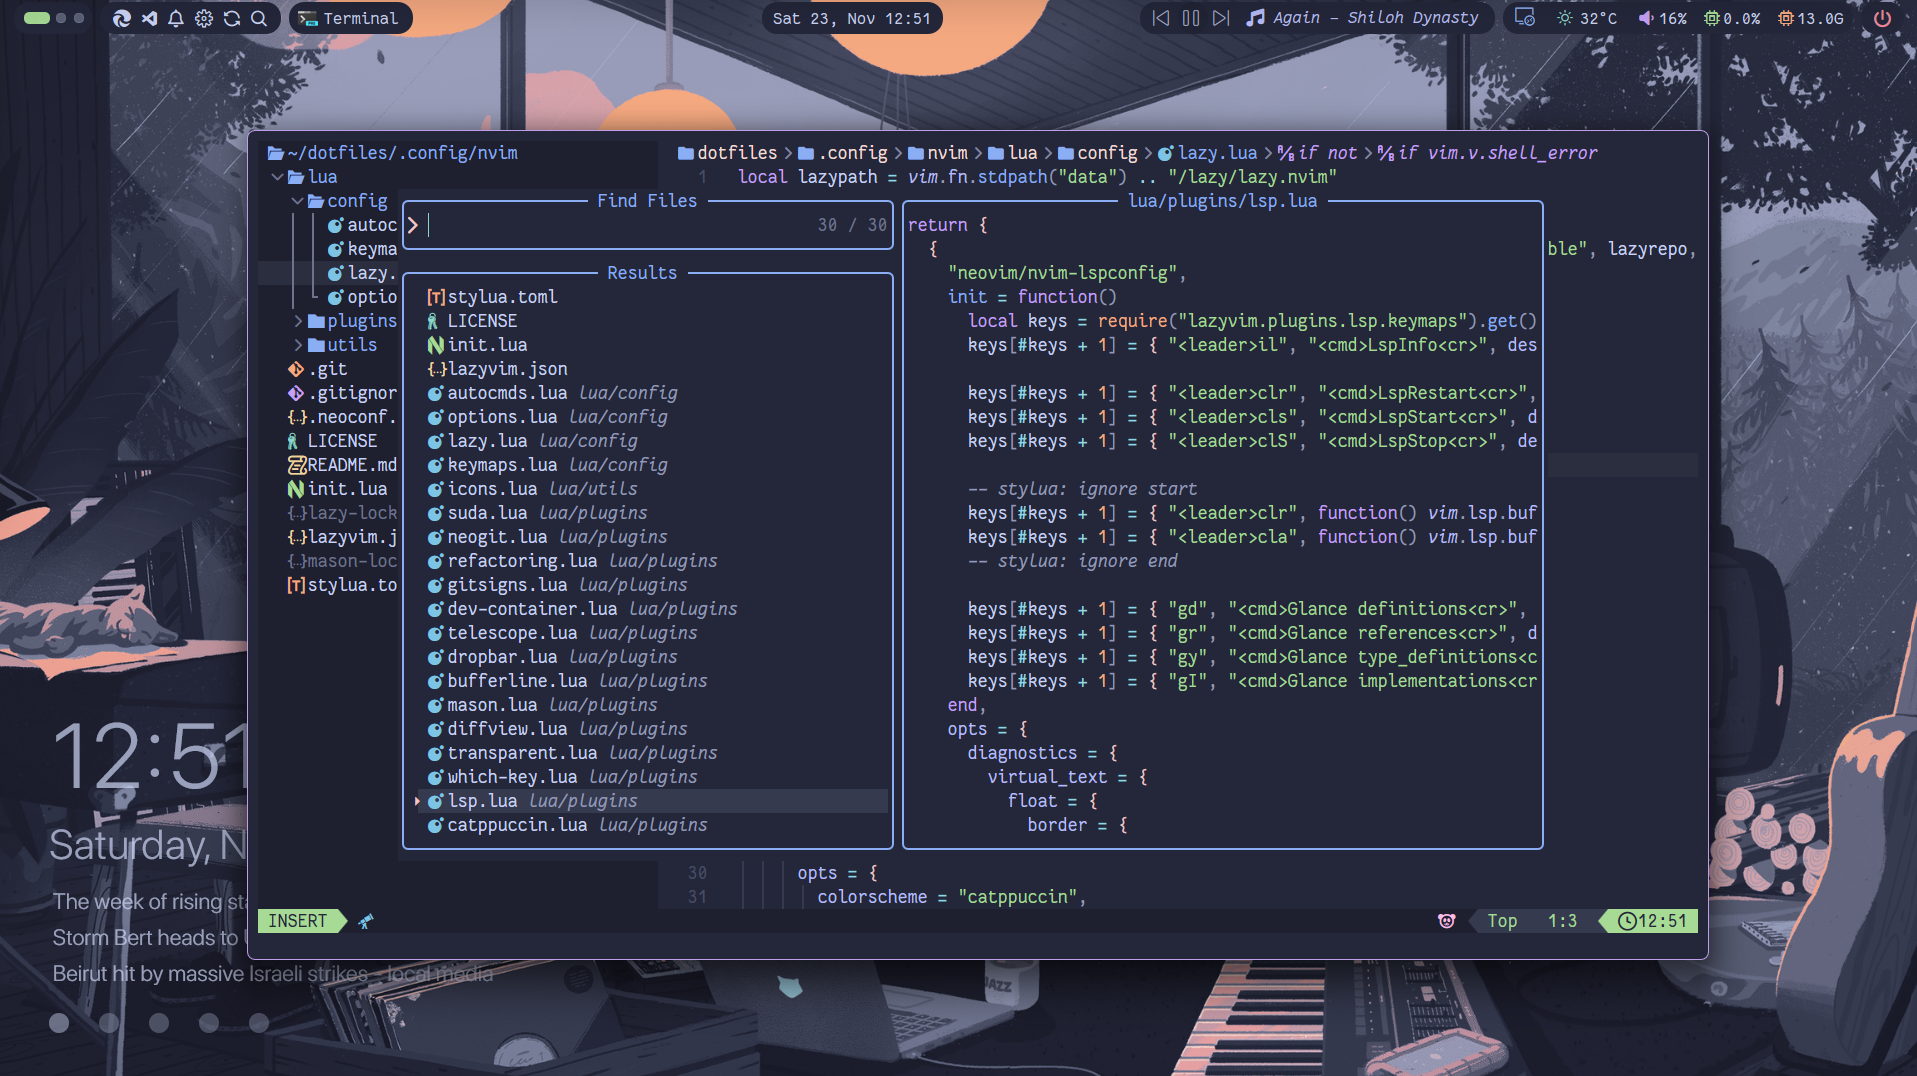 Terminal
Sat 23, Nov 12:51
Again – Shiloh Dynasty
32°C
16%
0.0%
13.0G
~/dotfiles/.config/nvim
lua
config
autoc
keyma
lazy.
optio
plugins
utils
.git
.gitignor
{..}.neoconf.
LICENSE
README.md
init.lua
{..}lazy-lock
{..}lazyvim.j
{..}mason-loc
[T]stylua.to
dotfiles > .config > nvim > lua > config > lazy.lua > if not > if vim.v.shell_error
1 local lazypath = vim.fn.stdpath("data") .. "/lazy/lazy.nvim"
ble", lazyrepo,
Find Files
> 30 / 30
Results
[T]stylua.toml
LICENSE
init.lua
{..}lazyvim.json
autocmds.lua lua/config
options.lua lua/config
lazy.lua lua/config
keymaps.lua lua/config
icons.lua lua/utils
suda.lua lua/plugins
neogit.lua lua/plugins
refactoring.lua lua/plugins
gitsigns.lua lua/plugins
dev-container.lua lua/plugins
telescope.lua lua/plugins
dropbar.lua lua/plugins
bufferline.lua lua/plugins
mason.lua lua/plugins
diffview.lua lua/plugins
transparent.lua lua/plugins
which-key.lua lua/plugins
lsp.lua lua/plugins
catppuccin.lua lua/plugins
lua/plugins/lsp.lua
return {
{
"neovim/nvim-lspconfig",
init = function()
local keys = require("lazyvim.plugins.lsp.keymaps").get()
keys[#keys + 1] = { "<leader>il", "<cmd>LspInfo<cr>", des
keys[#keys + 1] = { "<leader>clr", "<cmd>LspRestart<cr>",
keys[#keys + 1] = { "<leader>cls", "<cmd>LspStart<cr>", d
keys[#keys + 1] = { "<leader>clS", "<cmd>LspStop<cr>", de
-- stylua: ignore start
keys[#keys + 1] = { "<leader>clr", function() vim.lsp.buf
keys[#keys + 1] = { "<leader>cla", function() vim.lsp.buf
-- stylua: ignore end
keys[#keys + 1] = { "gd", "<cmd>Glance definitions<cr>",
keys[#keys + 1] = { "gr", "<cmd>Glance references<cr>", d
keys[#keys + 1] = { "gy", "<cmd>Glance type_definitions<c
keys[#keys + 1] = { "gI", "<cmd>Glance implementations<cr
end,
opts = {
diagnostics = {
virtual_text = {
float = {
border = {
30 opts = {
31 colorscheme = "catppuccin",
INSERT
Top 1:3 12:51
12:51
Saturday, N
The week of rising sta
Storm Bert heads to U
Beirut hit by massive Israeli strikes - local media
JAZZ